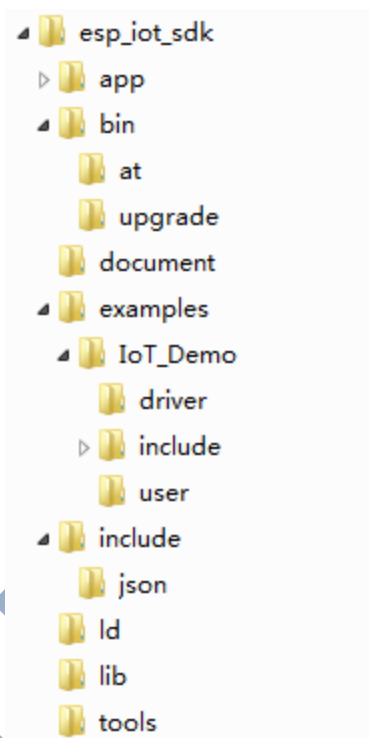 esp_iot_sdk
app
bin
at
upgrade
document
examples
IoT_Demo
driver
include
user
include
json
ld
lib
tools